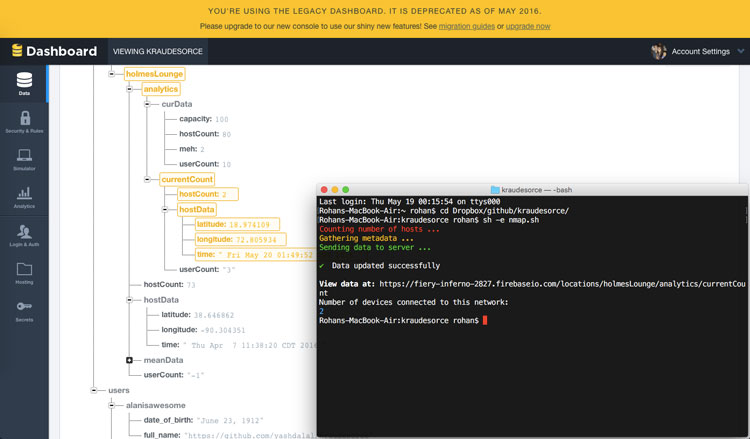 YOU'RE USING THE LEGACY DASHBOARD. IT IS DEPRECATED AS OF MAY 2016.
Please upgrade to our new console to use our shiny new features! See migration guides or upgrade now
Dashboard
VIEWING KRAUDESORCE
Account Settings
Data
Security & Rules
Simulator
Analytics
Login & Auth
Hosting
Secrets
holmesLounge
analytics
curData
capacity: 100
hostCount: 80
meh: 2
userCount: 10
currentCount
hostCount: 2
hostData
latitude: 18.974109
longitude: 72.805934
time: " Fri May 20 01:49:52
userCount: "3"
hostCount: 73
hostData
latitude: 38.646862
longitude: -90.304351
time: " Thu Apr 7 11:38:20 CDT 2016
meanData
userCount: "-1"
users
alanisawesome
date_of_birth: "June 23, 1912"
full_name: "https://github.com/yashdalal
kraudesorce — -bash
Last login: Thu May 19 00:15:54 on ttys000
Rohans-MacBook-Air:~ rohan$ cd Dropbox/github/kraudesorce/
Rohans-MacBook-Air:kraudesorce rohan$ sh -e nmap.sh
Counting number of hosts ...
Gathering metadata ...
Sending data to server ...
✔ Data updated successfully
View data at: https://fiery-inferno-2827.firebaseio.com/locations/holmesLounge/analytics/currentCou
nt
Number of devices connected to this network:
2
Rohans-MacBook-Air:kraudesorce rohan$